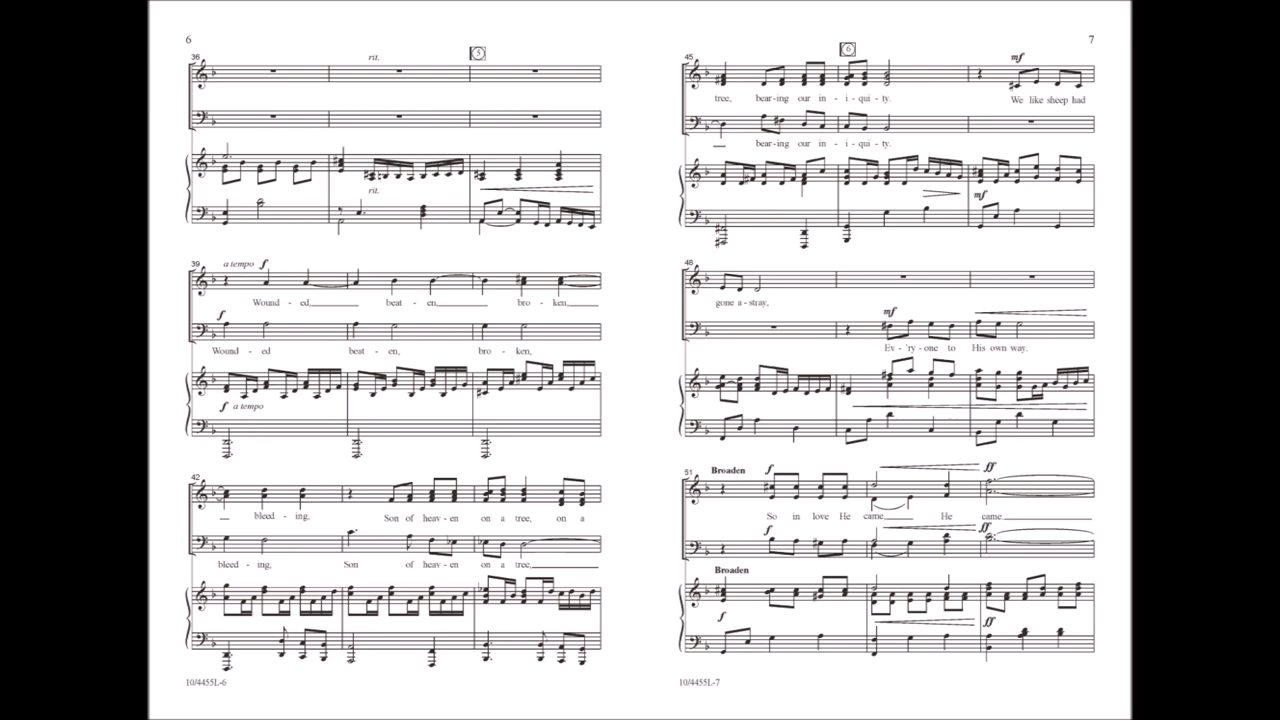 6
36
rit.
5
rit.
39
a tempo f
Wound - ed, beat - en, bro - ken,
f
Wound - ed beat - en, bro - ken,
f a tempo
42
bleed - ing, Son of heav - en on a tree, on a
bleed - ing, Son of heav - en on a tree,
10/4455L-6
7
45
6
mf
tree, bear - ing our in - i - qui - ty. We like sheep had
bear - ing our in - i - qui - ty.
mf
48
gone a - stray,
mf
Ev - 'ry - one to His own way.
51
Broaden f ff
So in love He came He came
f ff
Broaden
f ff
10/4455L-7